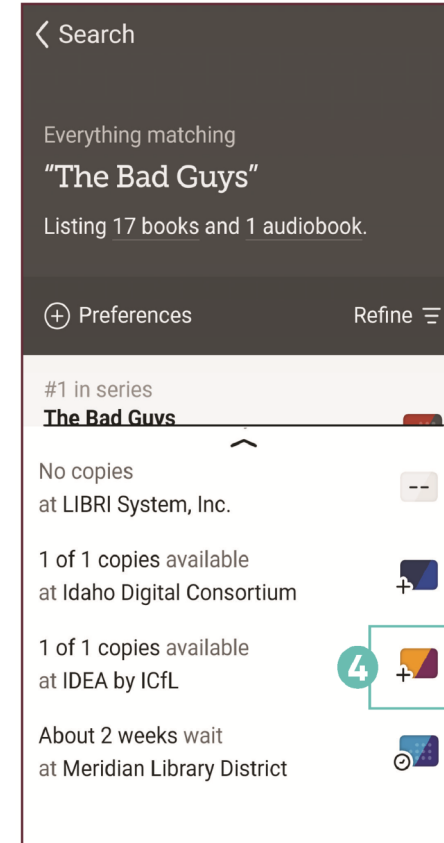 Search
Everything matching
“The Bad Guys”
Listing 17 books and 1 audiobook.
Preferences
Refine
#1 in series
The Bad Guys
No copies
at LIBRI System, Inc.
--
1 of 1 copies available
at Idaho Digital Consortium
1 of 1 copies available
at IDEA by ICfL
4
About 2 weeks wait
at Meridian Library District